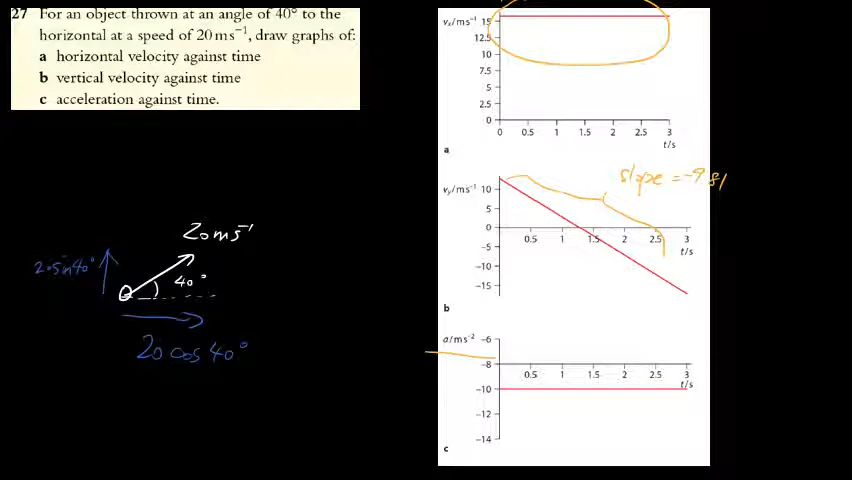 27 For an object thrown at an angle of 40° to the
horizontal at a speed of 20 m s⁻¹, draw graphs of:
a horizontal velocity against time
b vertical velocity against time
c acceleration against time.
20 ms⁻¹
20sin40°
40°
20 cos 40°
vₓ/ms⁻¹
15
12.5
10
7.5
5
2.5
0
0 0.5 1 1.5 2 2.5 3
t/s
a
slope = -9.81
vᵧ/ms⁻¹
10
5
0
−5
−10
−15
0.5 1 1.5 2 2.5 3
t/s
b
a/ms⁻²
−6
−8
−10
−12
−14
0.5 1 1.5 2 2.5 3
t/s
c